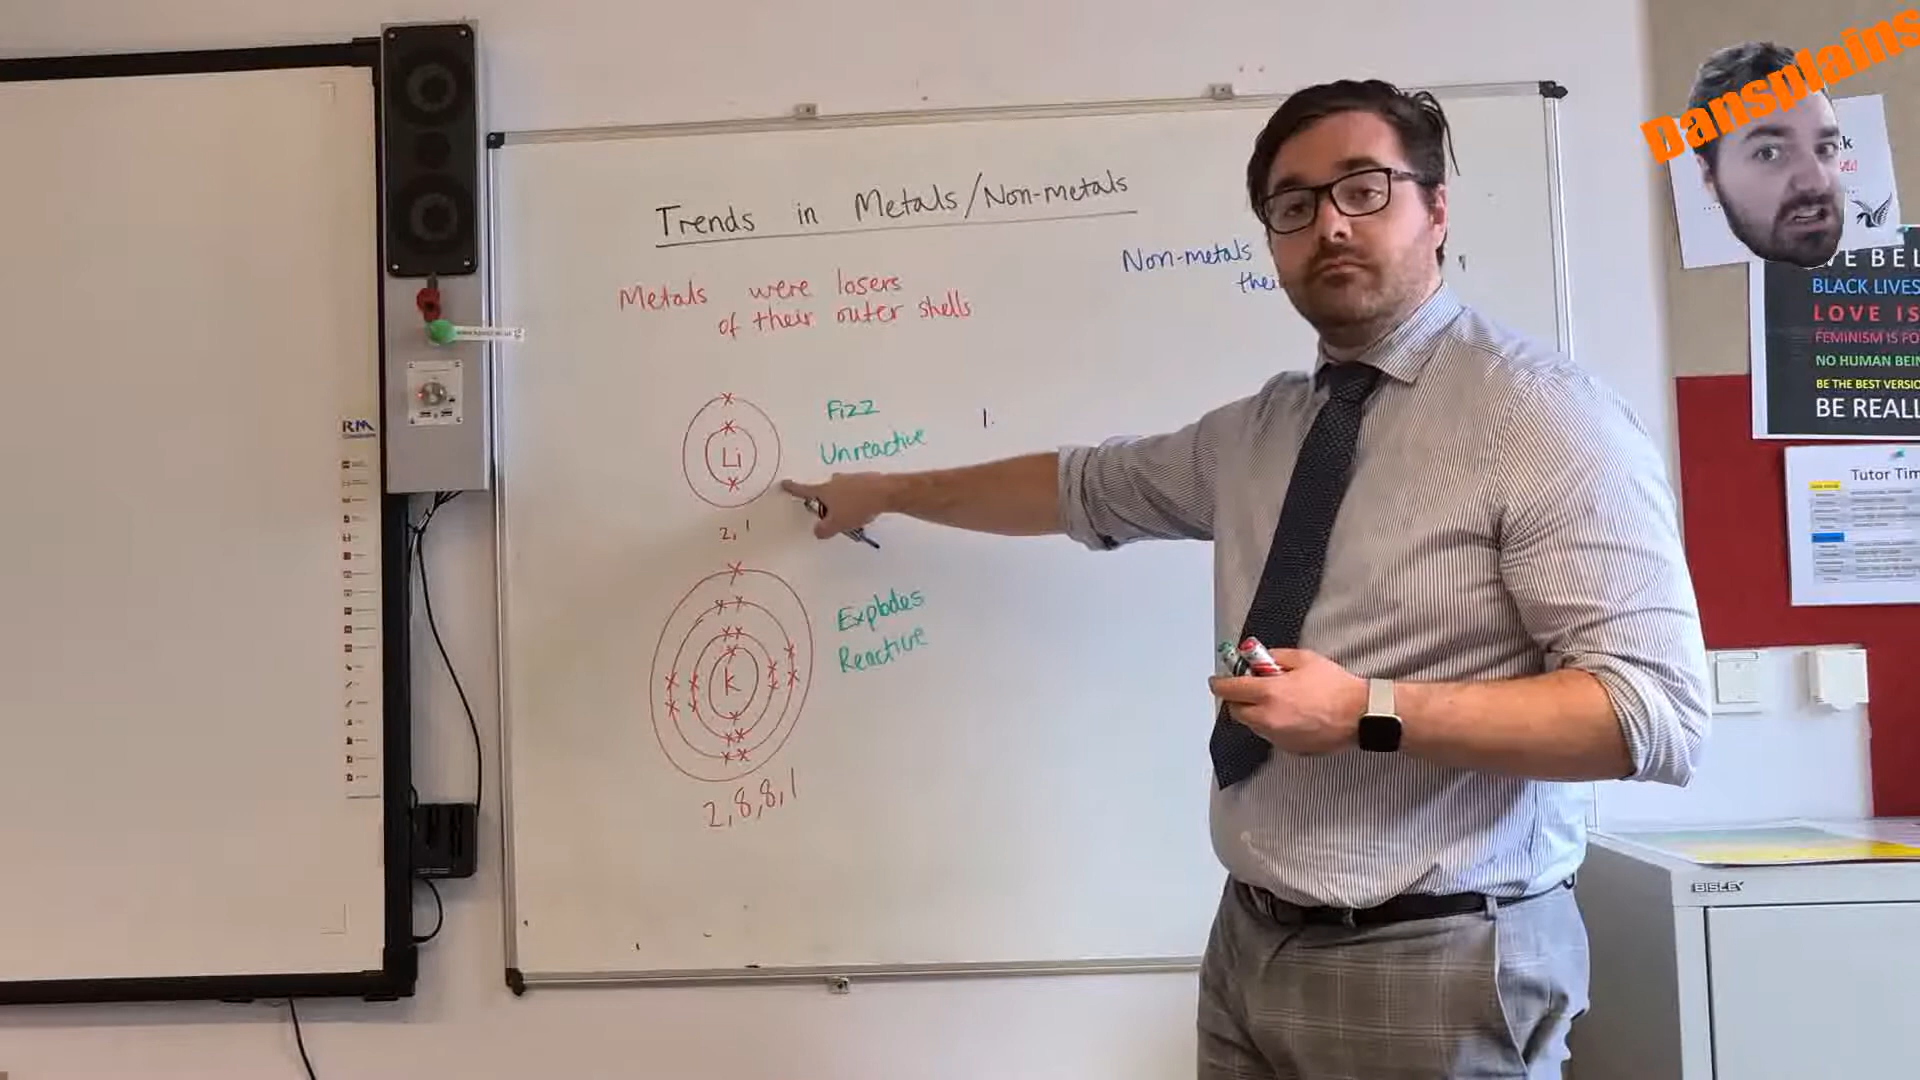 Dansplains
Trends in Metals/Non-metals
Metals were losers
of their outer shells
Non-metals
their
Fizz
Unreactive
1.
Li
2,1
Explodes
Reactive
K
2,8,8,1
RM
BLACK LIVES
LOVE IS
FEMINISM IS FO
NO HUMAN BEIN
BE THE BEST VERSIO
BE REALL
Tutor Tim
BISLEY